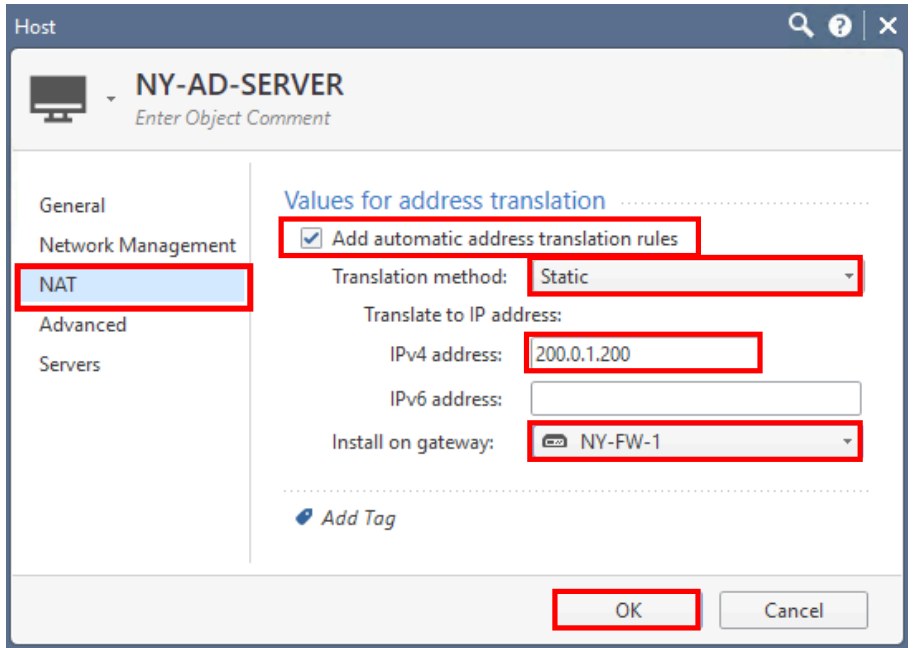 Host
NY-AD-SERVER
Enter Object Comment
General
Network Management
NAT
Advanced
Servers
Values for address translation
Add automatic address translation rules
Translation method: Static
Translate to IP address:
IPv4 address: 200.0.1.200
IPv6 address:
Install on gateway: NY-FW-1
Add Tag
OK Cancel